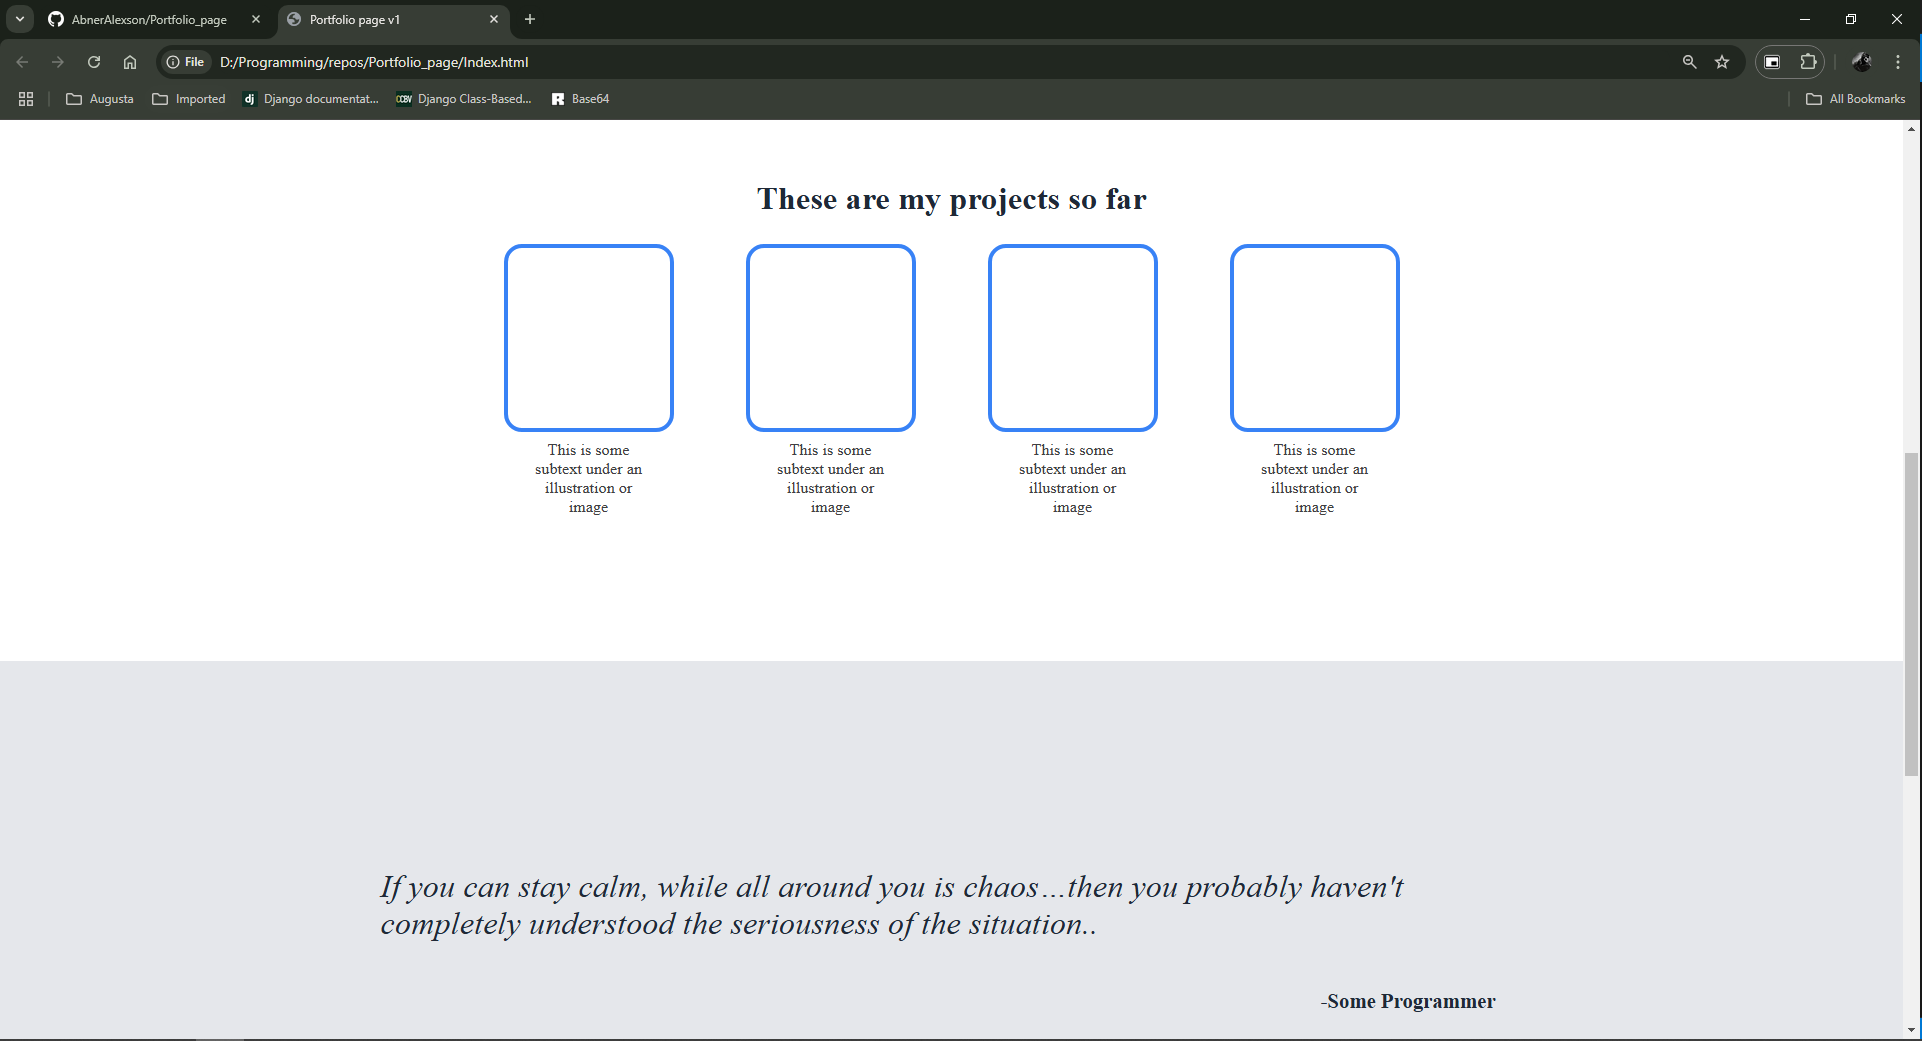 AbnerAlexson/Portfolio_page
Portfolio page v1
File
D:/Programming/repos/Portfolio_page/Index.html
Augusta
Imported
dj
Django documentat...
CCBV
Django Class-Based...
R
Base64
All Bookmarks
These are my projects so far
This is some
subtext under an
illustration or
image
This is some
subtext under an
illustration or
image
This is some
subtext under an
illustration or
image
This is some
subtext under an
illustration or
image
If you can stay calm, while all around you is chaos...then you probably haven't
completely understood the seriousness of the situation..
-Some Programmer